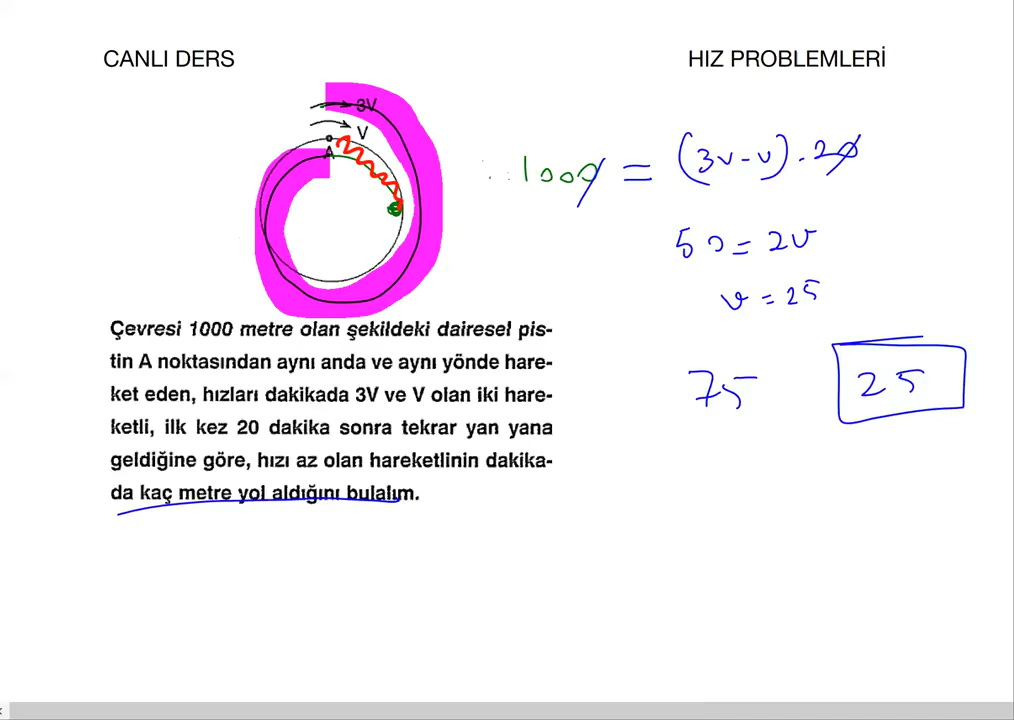 CANLI DERS
HIZ PROBLEMLERİ
3V
V
A
1000 = (3v-v).20
50 = 2v
v = 25
75
25
Çevresi 1000 metre olan şekildeki dairesel pis-
tin A noktasından aynı anda ve aynı yönde hare-
ket eden, hızları dakikada 3V ve V olan iki hare-
ketli, ilk kez 20 dakika sonra tekrar yan yana
geldiğine göre, hızı az olan hareketlinin dakika-
da kaç metre yol aldığını bulalım.